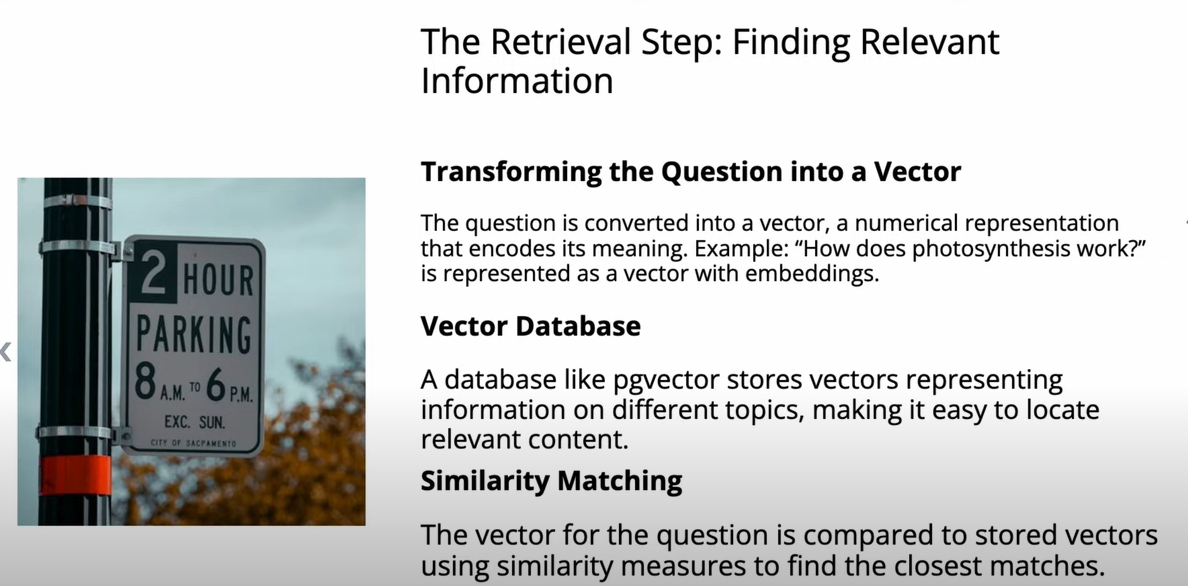 The Retrieval Step: Finding Relevant
Information
Transforming the Question into a Vector
The question is converted into a vector, a numerical representation
that encodes its meaning. Example: “How does photosynthesis work?”
is represented as a vector with embeddings.
Vector Database
A database like pgvector stores vectors representing
information on different topics, making it easy to locate
relevant content.
Similarity Matching
The vector for the question is compared to stored vectors
using similarity measures to find the closest matches.
2 HOUR
PARKING
8 A.M. TO 6 P.M.
EXC. SUN.
CITY OF SACRAMENTO